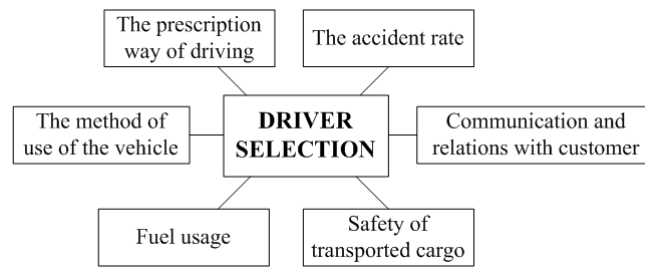 The prescription
way of driving
The accident rate
The method of
use of the vehicle
DRIVER
SELECTION
Communication and
relations with customer
Fuel usage
Safety of
transported cargo